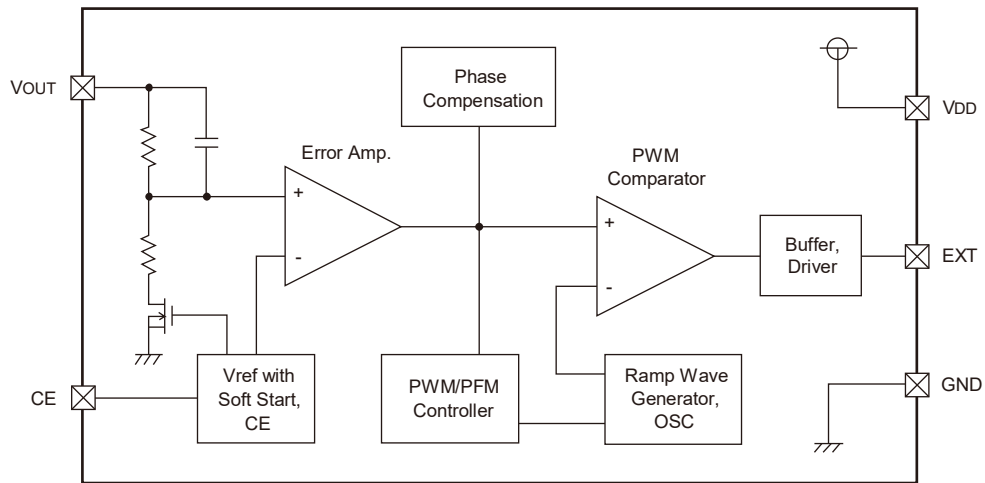 VOUT
Phase
Compensation
VDD
Error Amp.
PWM
Comparator
+
-
+
-
Buffer,
Driver
EXT
CE
Vref with
Soft Start,
CE
PWM/PFM
Controller
Ramp Wave
Generator,
OSC
GND